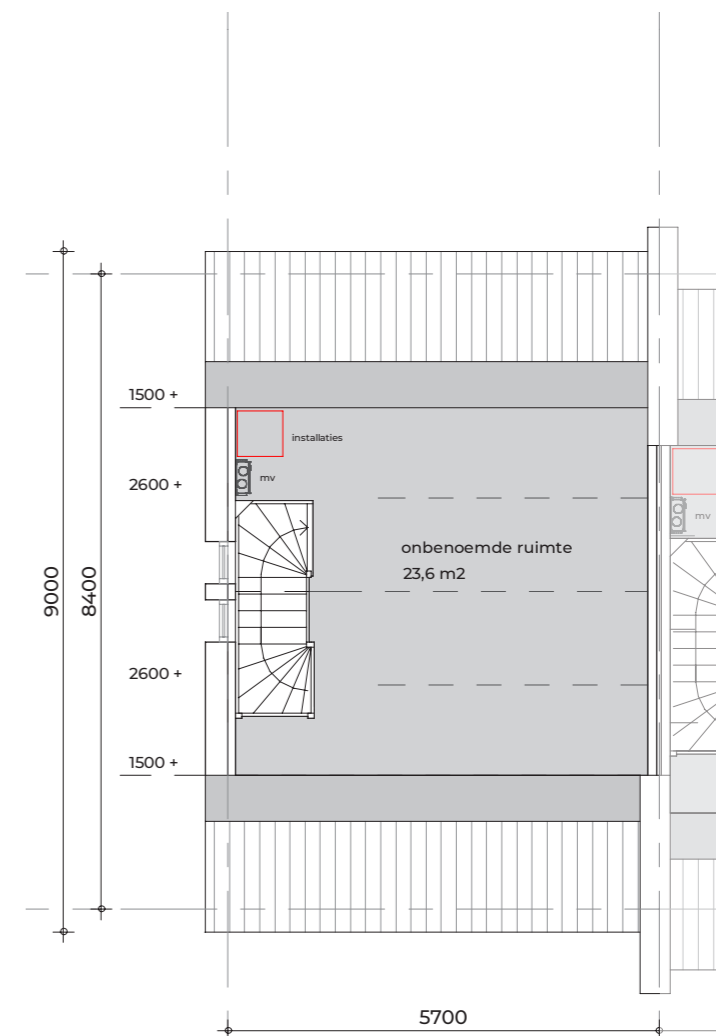 1500 +
installaties
2600 +
mv
mv
onbenoemde ruimte
23,6 m2
9000
8400
2600 +
1500 +
5700